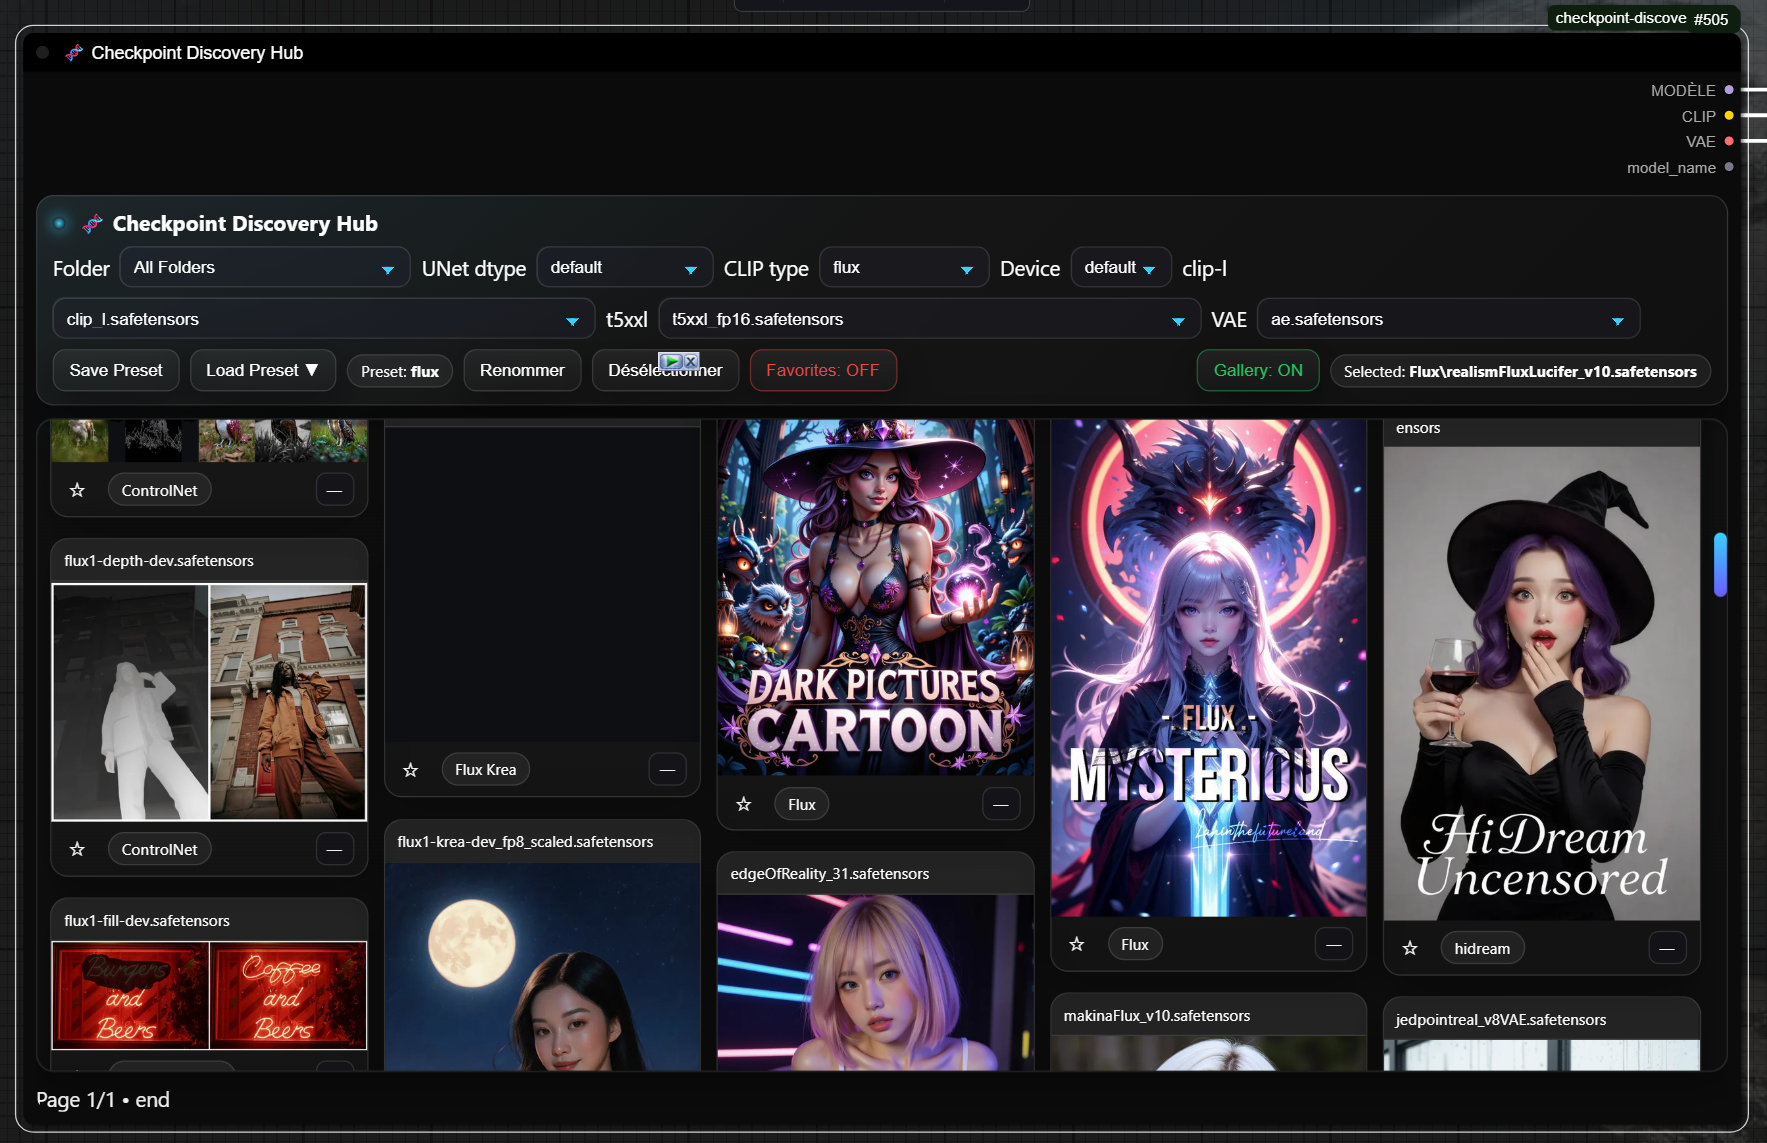 checkpoint-discove #505
Checkpoint Discovery Hub
MODÈLE
CLIP
VAE
model_name
Checkpoint Discovery Hub
Folder All Folders UNet dtype default CLIP type flux Device default clip-l
clip_l.safetensors t5xxl t5xxl_fp16.safetensors VAE ae.safetensors
Save Preset Load Preset ▼ Preset: flux Renommer Désélectionner Favorites: OFF Gallery: ON Selected: Flux\realismFluxLucifer_v10.safetensors
ControlNet
flux1-depth-dev.safetensors
ControlNet
flux1-fill-dev.safetensors
Burgers
and
Beers
Coffee
and
Beers
Flux Krea
flux1-krea-dev_fp8_scaled.safetensors
DARK PICTURES
CARTOON
Flux
edgeOfReality_31.safetensors
- FLUX -
MYSTERIOUS
Lahinthefutureland
Flux
makinaFlux_v10.safetensors
ensors
HiDream
Uncensored
hidream
jedpointreal_v8VAE.safetensors
Page 1/1 • end